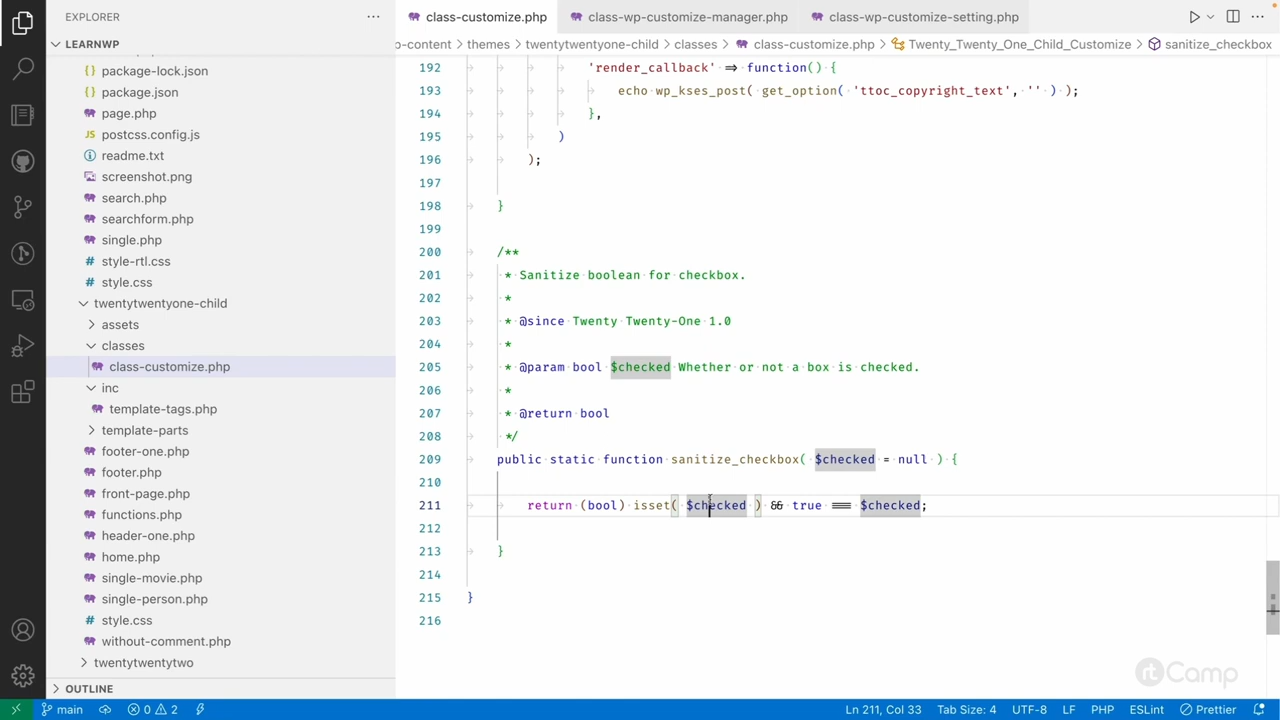 EXPLORER
···
class-customize.php
class-wp-customize-manager.php
class-wp-customize-setting.php
···
LEARNWP
p-content > themes > twentytwentyone-child > classes > class-customize.php > Twenty_Twenty_One_Child_Customize > sanitize_checkbox
package-lock.json
package.json
page.php
JS postcss.config.js
readme.txt
screenshot.png
search.php
searchform.php
single.php
style-rtl.css
style.css
twentytwentyone-child
assets
classes
class-customize.php
inc
template-tags.php
template-parts
footer-one.php
footer.php
front-page.php
functions.php
header-one.php
home.php
single-movie.php
single-person.php
style.css
without-comment.php
twentytwentytwo
OUTLINE
192 'render_callback' => function() {
193 echo wp_kses_post( get_option( 'ttoc_copyright_text', '' ) );
194 },
195 )
196 );
197
198 }
199
200 /**
201 * Sanitize boolean for checkbox.
202 *
203 * @since Twenty Twenty-One 1.0
204 *
205 * @param bool $checked Whether or not a box is checked.
206 *
207 * @return bool
208 */
209 public static function sanitize_checkbox( $checked = null ) {
210
211 return (bool) isset( $checked ) && true === $checked;
212
213 }
214
215 }
216
rtCamp
main 0 2 Ln 211, Col 33 Tab Size: 4 UTF-8 LF PHP ESLint Prettier